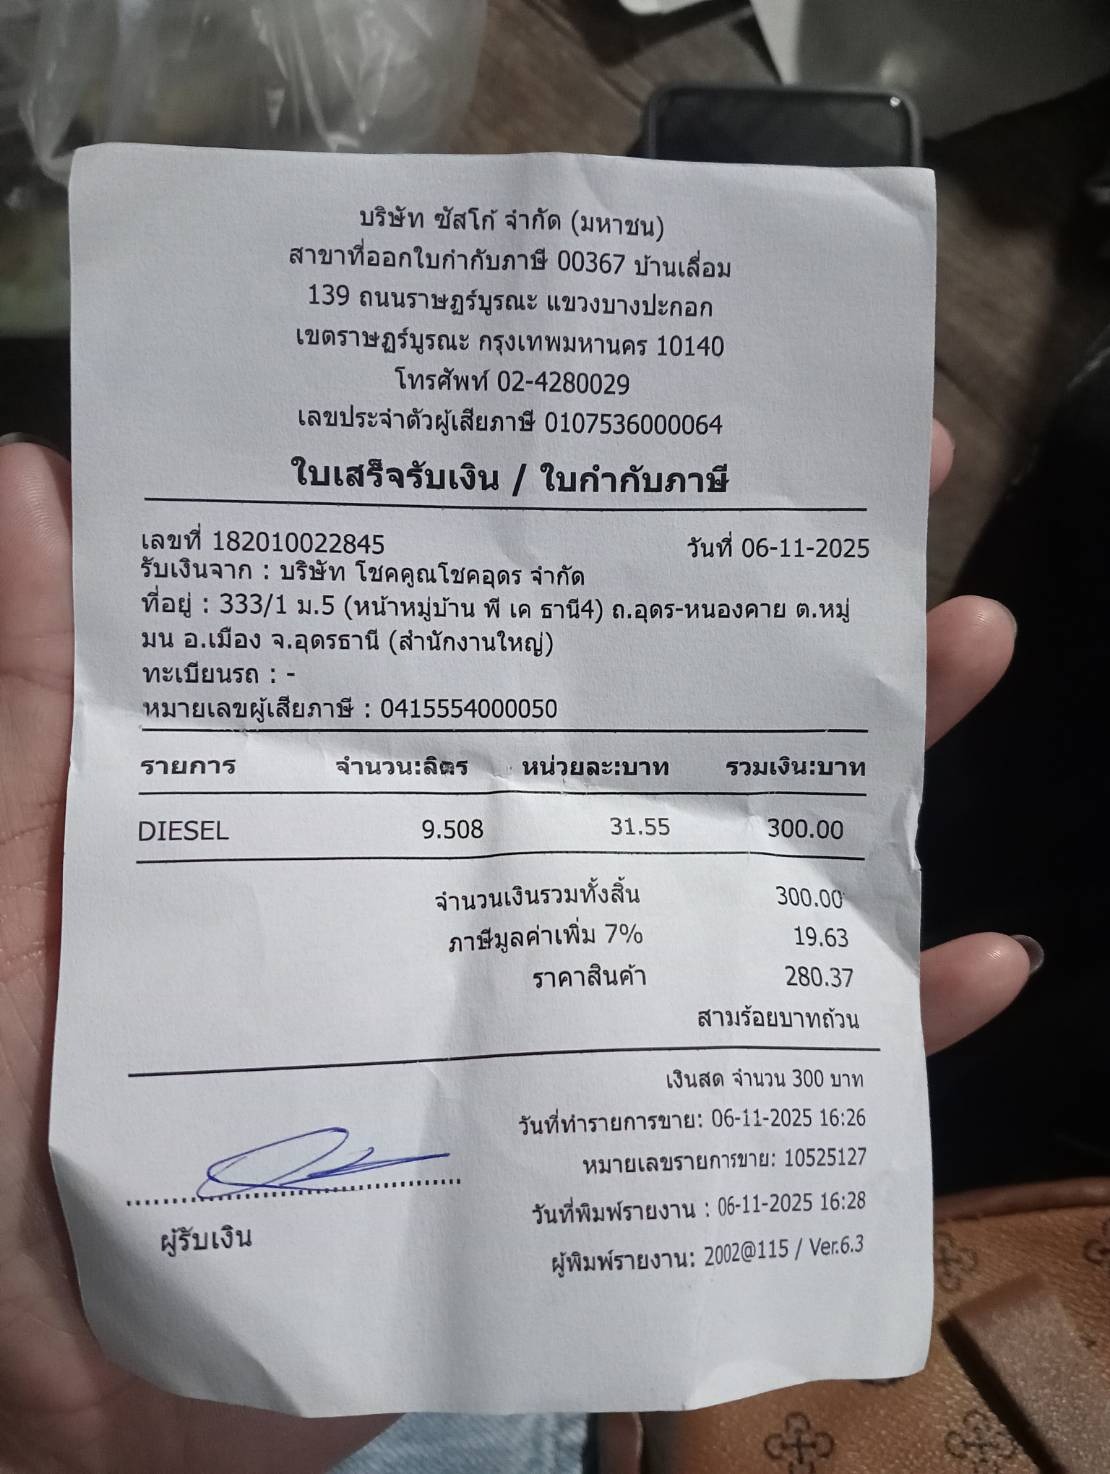 บริษัท ซัสโก้ จำกัด (มหาชน)
สาขาที่ออกใบกำกับภาษี 00367 บ้านเลื่อม
139 ถนนราษฎร์บูรณะ แขวงบางปะกอก
เขตราษฎร์บูรณะ กรุงเทพมหานคร 10140
โทรศัพท์ 02-4280029
เลขประจำตัวผู้เสียภาษี 0107536000064
ใบเสร็จรับเงิน / ใบกำกับภาษี
เลขที่ 182010022845 วันที่ 06-11-2025
รับเงินจาก : บริษัท โชคคูณโชคอุดร จำกัด
ที่อยู่ : 333/1 ม.5 (หน้าหมู่บ้าน พี เค ธานี4) ถ.อุดร-หนองคาย ต.หมู่
มน อ.เมือง จ.อุดรธานี (สำนักงานใหญ่)
ทะเบียนรถ : -
หมายเลขผู้เสียภาษี : 0415554000050
รายการ จำนวน:ลิตร หน่วยละ:บาท รวมเงิน:บาท
DIESEL 9.508 31.55 300.00
จำนวนเงินรวมทั้งสิ้น 300.00
ภาษีมูลค่าเพิ่ม 7% 19.63
ราคาสินค้า 280.37
สามร้อยบาทถ้วน
เงินสด จำนวน 300 บาท
วันที่ทำรายการขาย: 06-11-2025 16:26
หมายเลขรายการขาย: 10525127
วันที่พิมพ์รายงาน : 06-11-2025 16:28
ผู้รับเงิน
ผู้พิมพ์รายงาน: 2002@115 / Ver.6.3